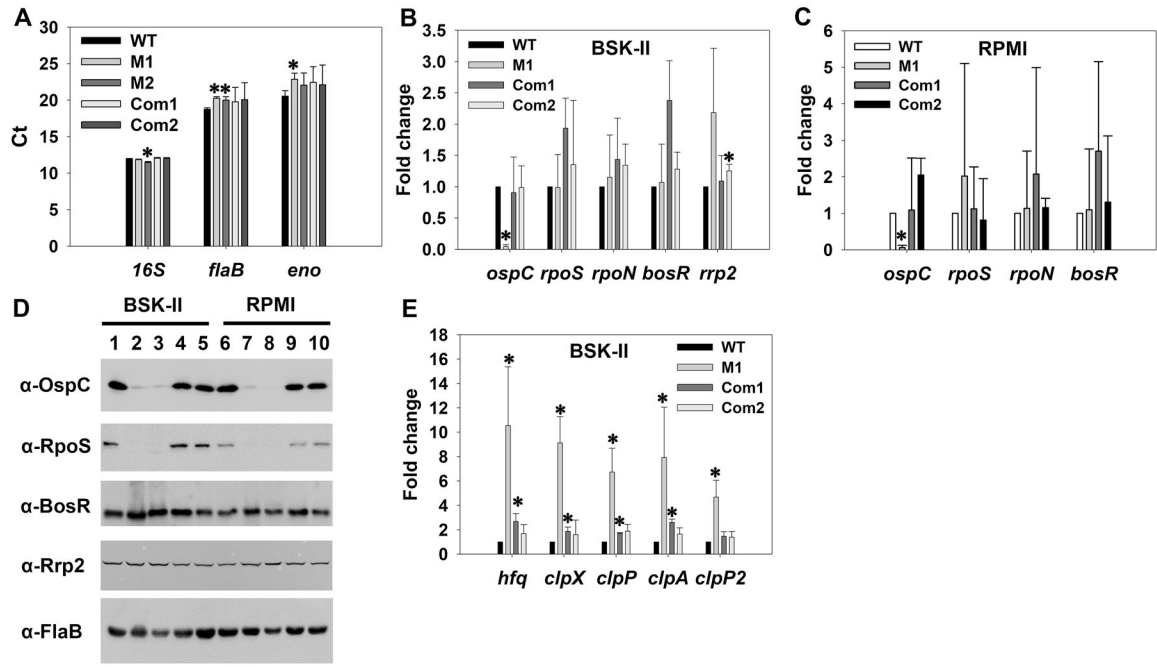 A
WT
M1
M2
Com1
Com2
Ct
30
25
20
15
10
5
0
*
**
*
16S flaB eno
B
BSK-II
WT
M1
Com1
Com2
Fold change
3.5
3.0
2.5
2.0
1.5
1.0
0.5
0.0
*
*
ospC rpoS rpoN bosR rrp2
C
RPMI
WT
M1
Com1
Com2
Fold change
6
5
4
3
2
1
0
*
ospC rpoS rpoN bosR
D
BSK-II RPMI
1 2 3 4 5 6 7 8 9 10
α-OspC
α-RpoS
α-BosR
α-Rrp2
α-FlaB
E
BSK-II
WT
M1
Com1
Com2
Fold change
18
16
14
12
10
8
6
4
2
0
* * * * *
* * * *
hfq clpX clpP clpA clpP2